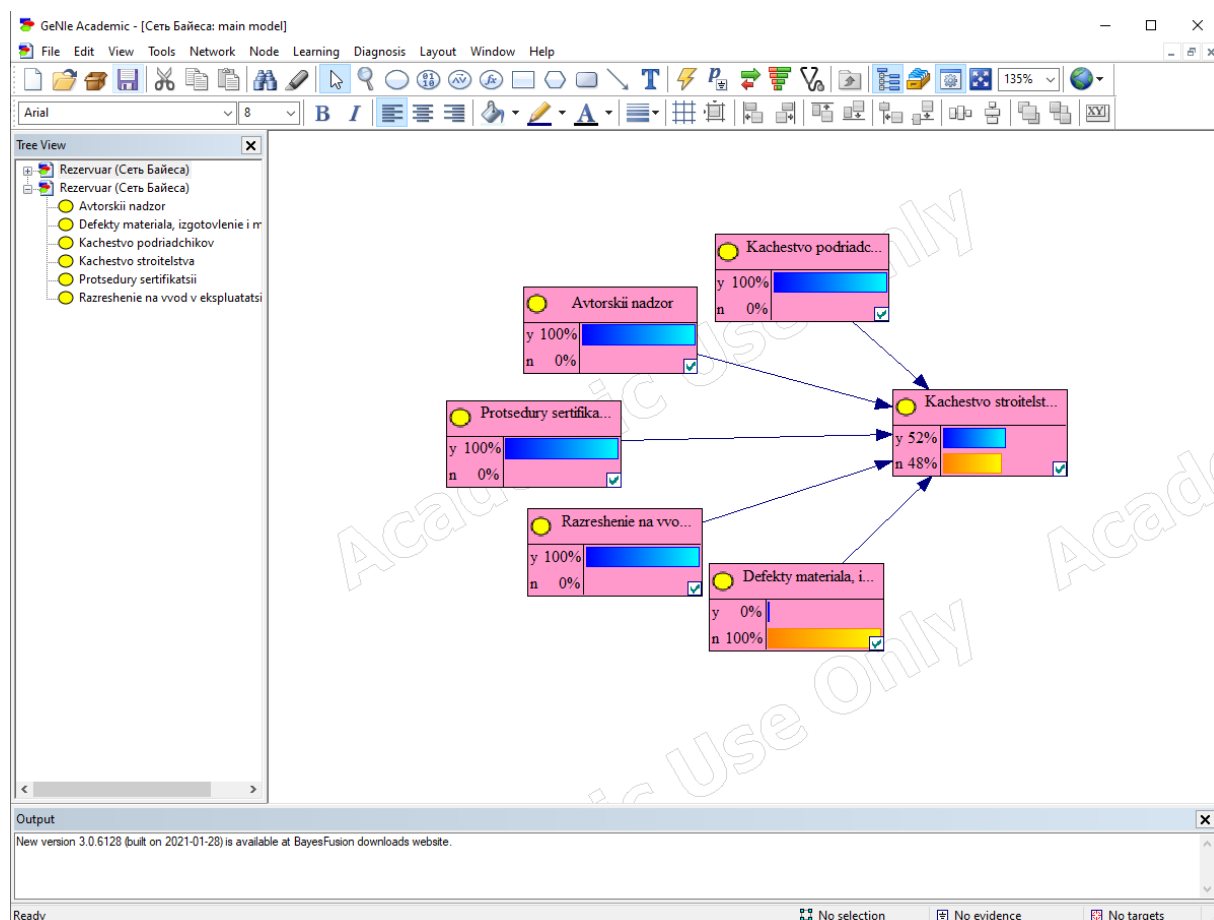 GeNIe Academic - [Сеть Байеса: main model]
File Edit View Tools Network Node Learning Diagnosis Layout Window Help
135%
Arial 8 B I A XY
Tree View
Rezervuar (Сеть Байеса)
Rezervuar (Сеть Байеса)
Avtorskii nadzor
Defekty materiala, izgotovlenie i m
Kachestvo podriadchikov
Kachestvo stroitelstva
Protsedury sertifikatsii
Razreshenie na vvod v ekspluatatsi
Kachestvo podriadc...
y 100%
n 0%
Avtorskii nadzor
y 100%
n 0%
Kachestvo stroitelst...
y 52%
n 48%
Protsedury sertifika...
y 100%
n 0%
Razreshenie na vvo...
y 100%
n 0%
Defekty materiala, i...
y 0%
n 100%
Academic Use Only
Output
New version 3.0.6128 (built on 2021-01-28) is available at BayesFusion downloads website.
Ready No selection No evidence No targets